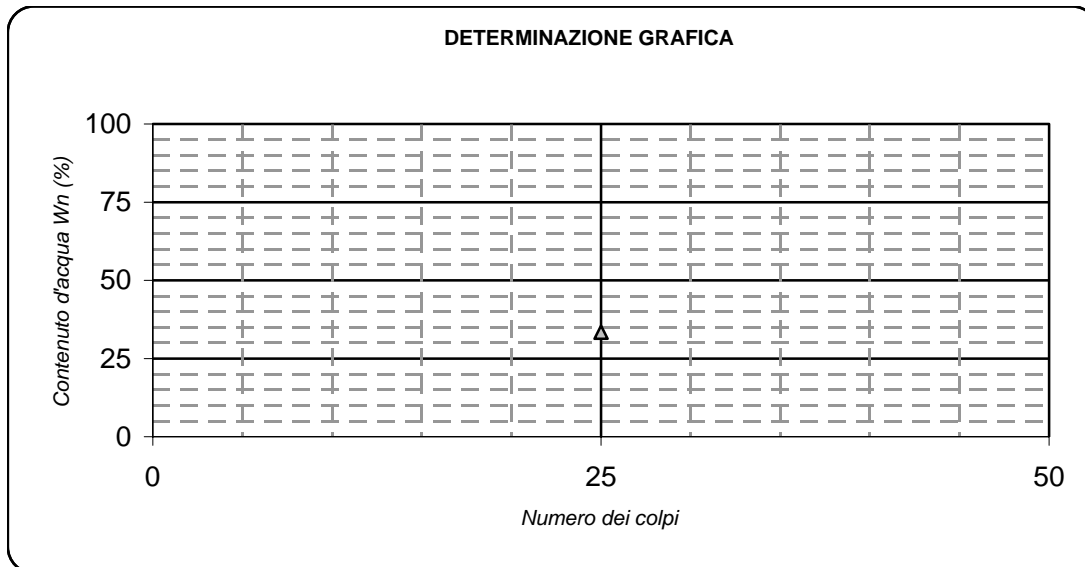 DETERMINAZIONE GRAFICA
100
75
50
25
0
Contenuto d'acqua Wn (%)
0 25 50
Numero dei colpi